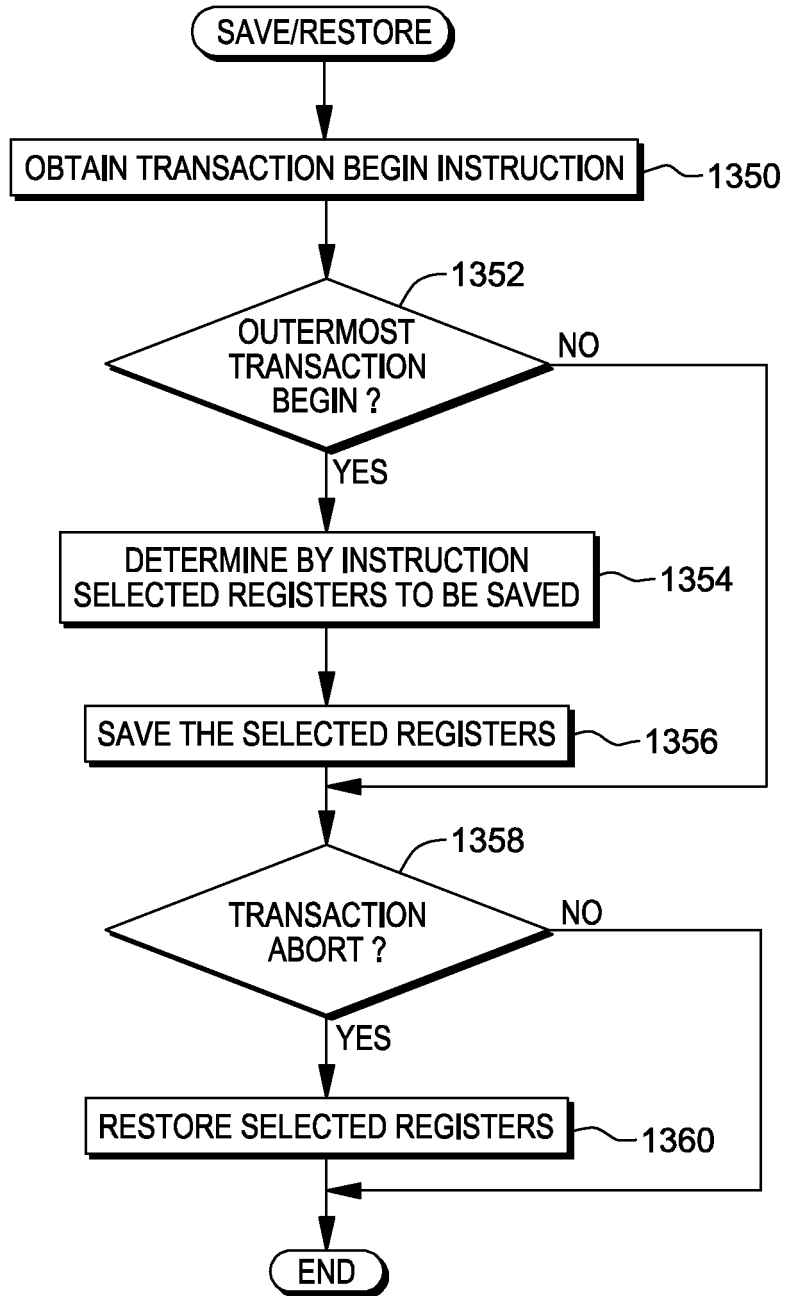 SAVE/RESTORE
OBTAIN TRANSACTION BEGIN INSTRUCTION
1350
1352
OUTERMOST
TRANSACTION
BEGIN ?
NO
YES
DETERMINE BY INSTRUCTION
SELECTED REGISTERS TO BE SAVED
1354
SAVE THE SELECTED REGISTERS
1356
1358
TRANSACTION
ABORT ?
NO
YES
RESTORE SELECTED REGISTERS
1360
END